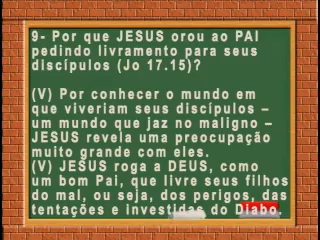 9- Por que JESUS orou ao PAI
pedindo livramento para seus
discípulos (Jo 17.15)?
(V) Por conhecer o mundo em
que viveriam seus discípulos –
um mundo que jaz no maligno –
JESUS revela uma preocupação
muito grande com eles.
(V) JESUS roga a DEUS, como
um bom Pai, que livre seus filhos
do mal, ou seja, dos perigos, das
tentações e investidas do Diabo.